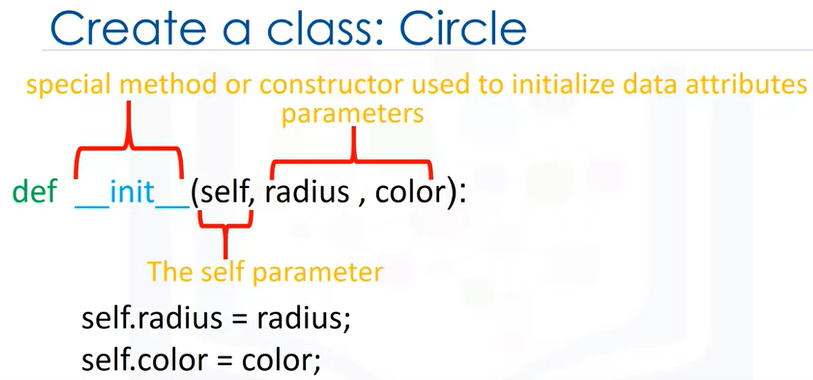 Create a class: Circle
special method or constructor used to initialize data attributes
parameters
def __init__(self, radius , color):
The self parameter
self.radius = radius;
self.color = color;